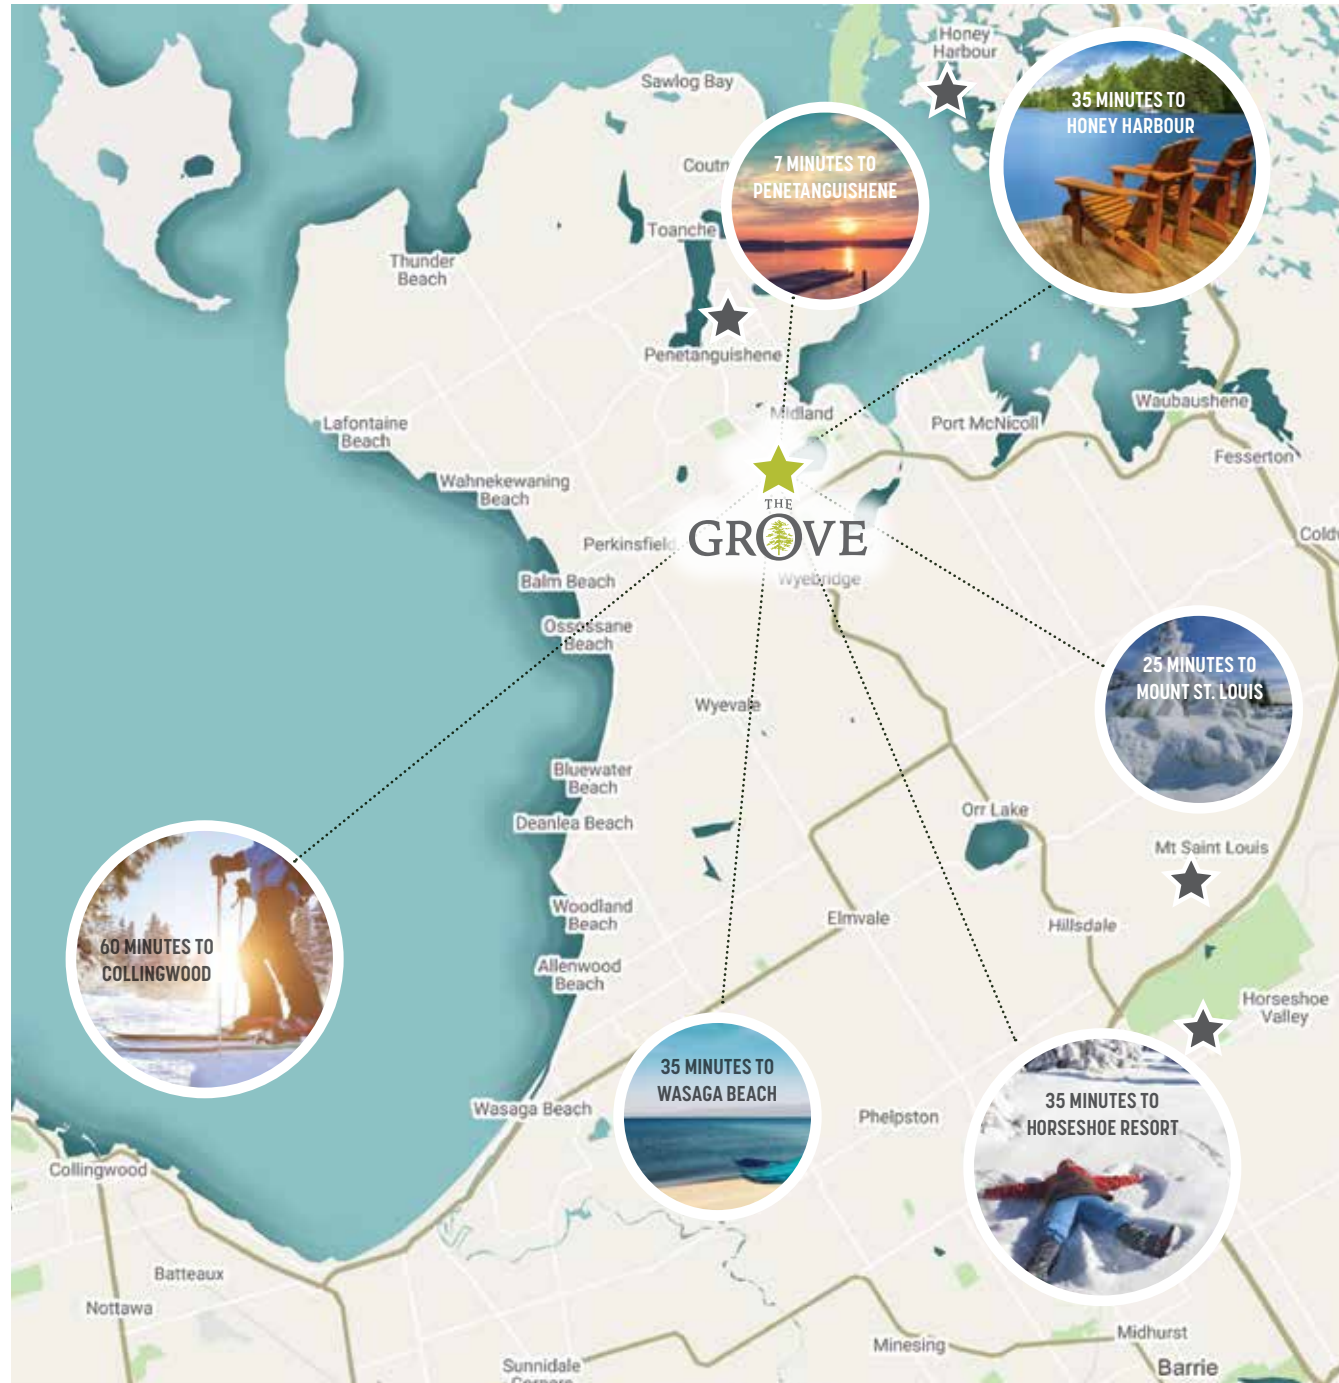 Honey
Harbour
Sawlog Bay
35 MINUTES TO
HONEY HARBOUR
7 MINUTES TO
PENETANGUISHENE
Toanche
Thunder
Beach
Penetanguishene
Midland
Waubaushene
Port McNicoll
Lafontaine
Beach
Fesserton
Wahnekewaning
Beach
THE
GROVE
Perkinsfield
Wyebridge
Balm Beach
Ossossane
Beach
25 MINUTES TO
MOUNT ST. LOUIS
Wyevale
Bluewater
Beach
Deanlea Beach
Orr Lake
Mt Saint Louis
Woodland
Beach
Elmvale
Hillsdale
60 MINUTES TO
COLLINGWOOD
Allenwood
Beach
Horseshoe
Valley
35 MINUTES TO
WASAGA BEACH
Wasaga Beach
Phelpston
35 MINUTES TO
HORSESHOE RESORT
Collingwood
Batteaux
Nottawa
Minesing
Midhurst
Barrie
Sunnidale